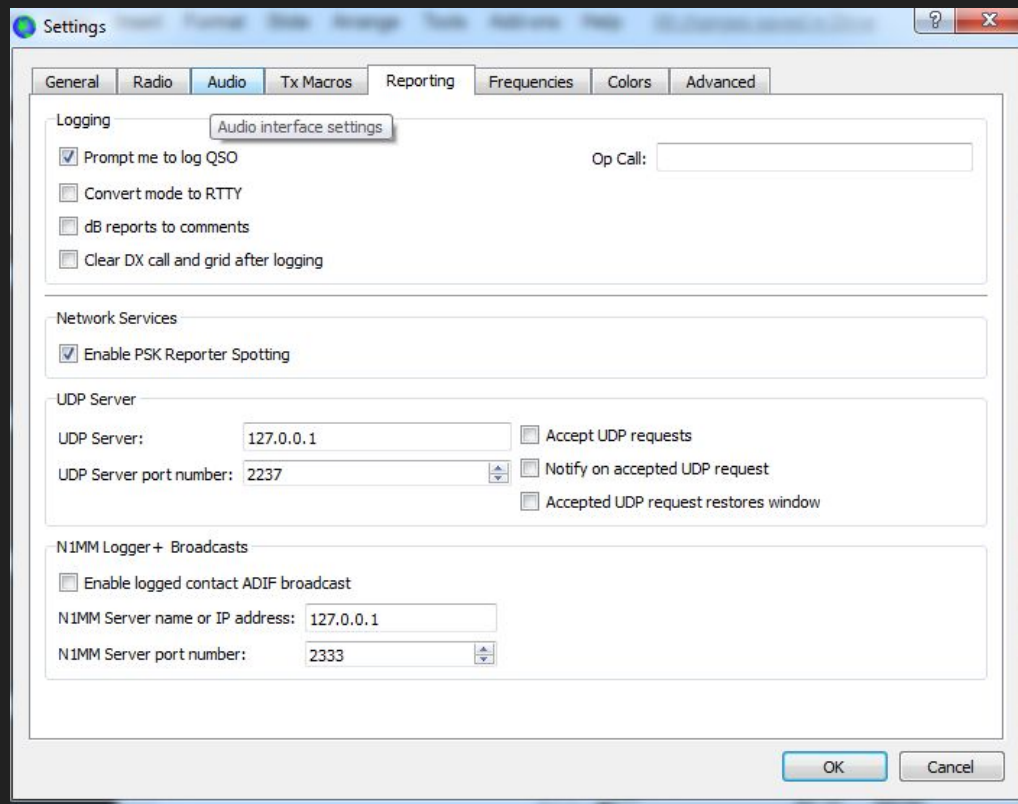 Settings
General Radio Audio Tx Macros Reporting Frequencies Colors Advanced
Audio interface settings
Logging
Prompt me to log QSO
Op Call:
Convert mode to RTTY
dB reports to comments
Clear DX call and grid after logging
Network Services
Enable PSK Reporter Spotting
UDP Server
UDP Server: 127.0.0.1
Accept UDP requests
UDP Server port number: 2237
Notify on accepted UDP request
Accepted UDP request restores window
N1MM Logger+ Broadcasts
Enable logged contact ADIF broadcast
N1MM Server name or IP address: 127.0.0.1
N1MM Server port number: 2333
OK Cancel